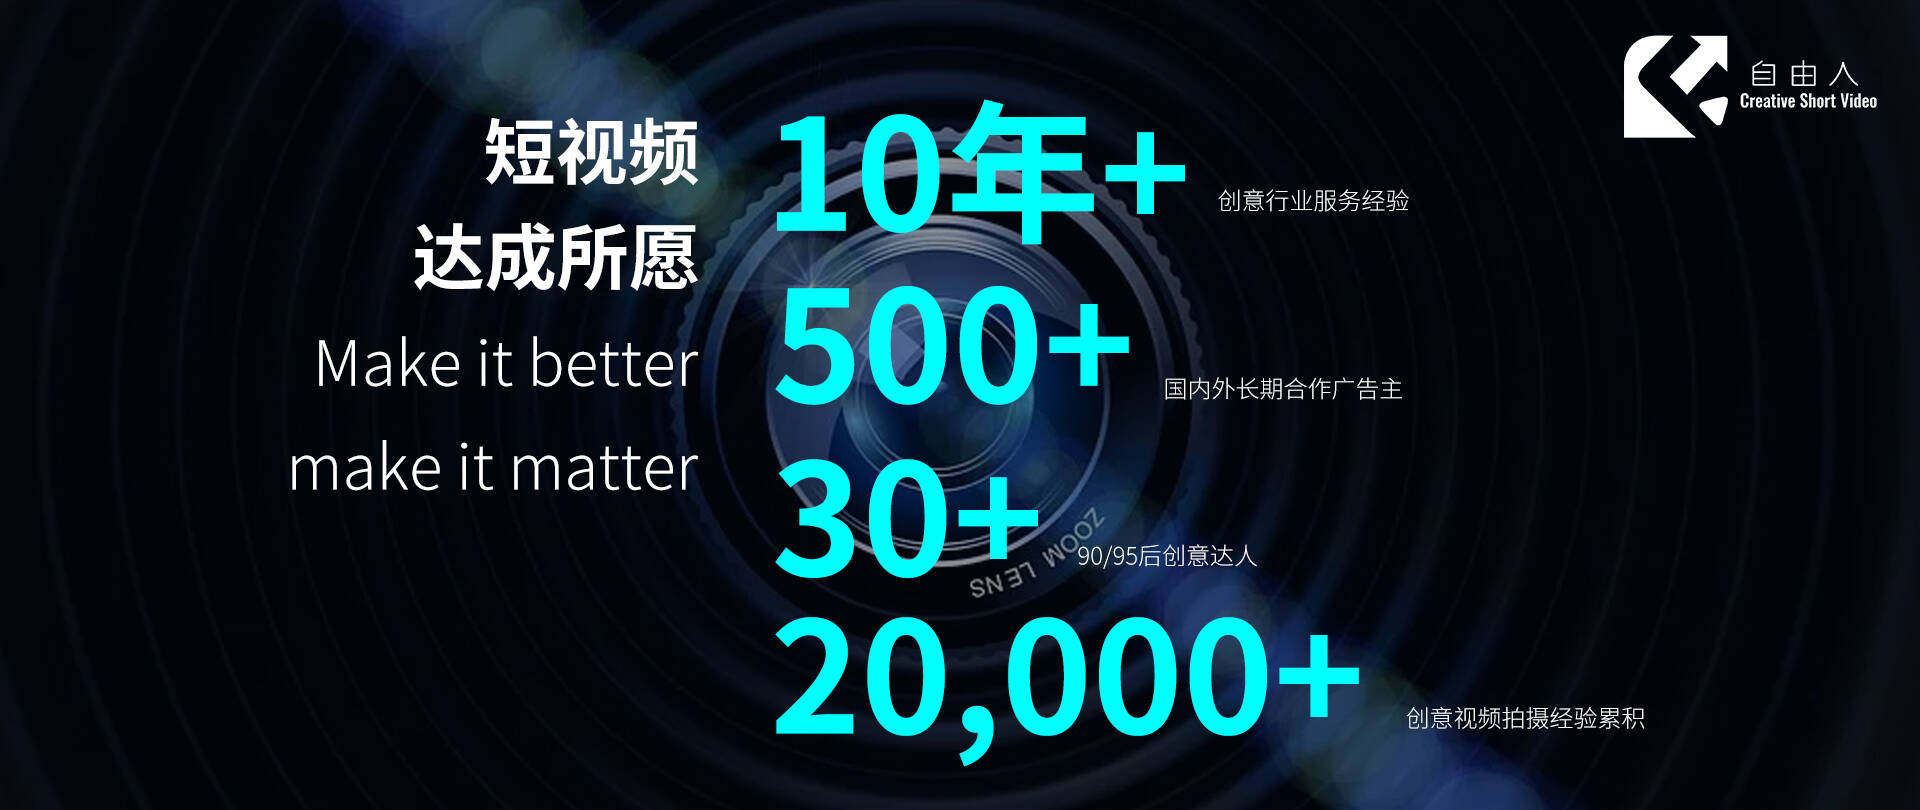 短视频
达成所愿
Make it better
make it matter
10年+ 创意行业服务经验
500+ 国内外长期合作广告主
30+ 90/95后创意达人
20,000+ 创意视频拍摄经验累积
自由人
Creative Short Video
ZOOM LENS